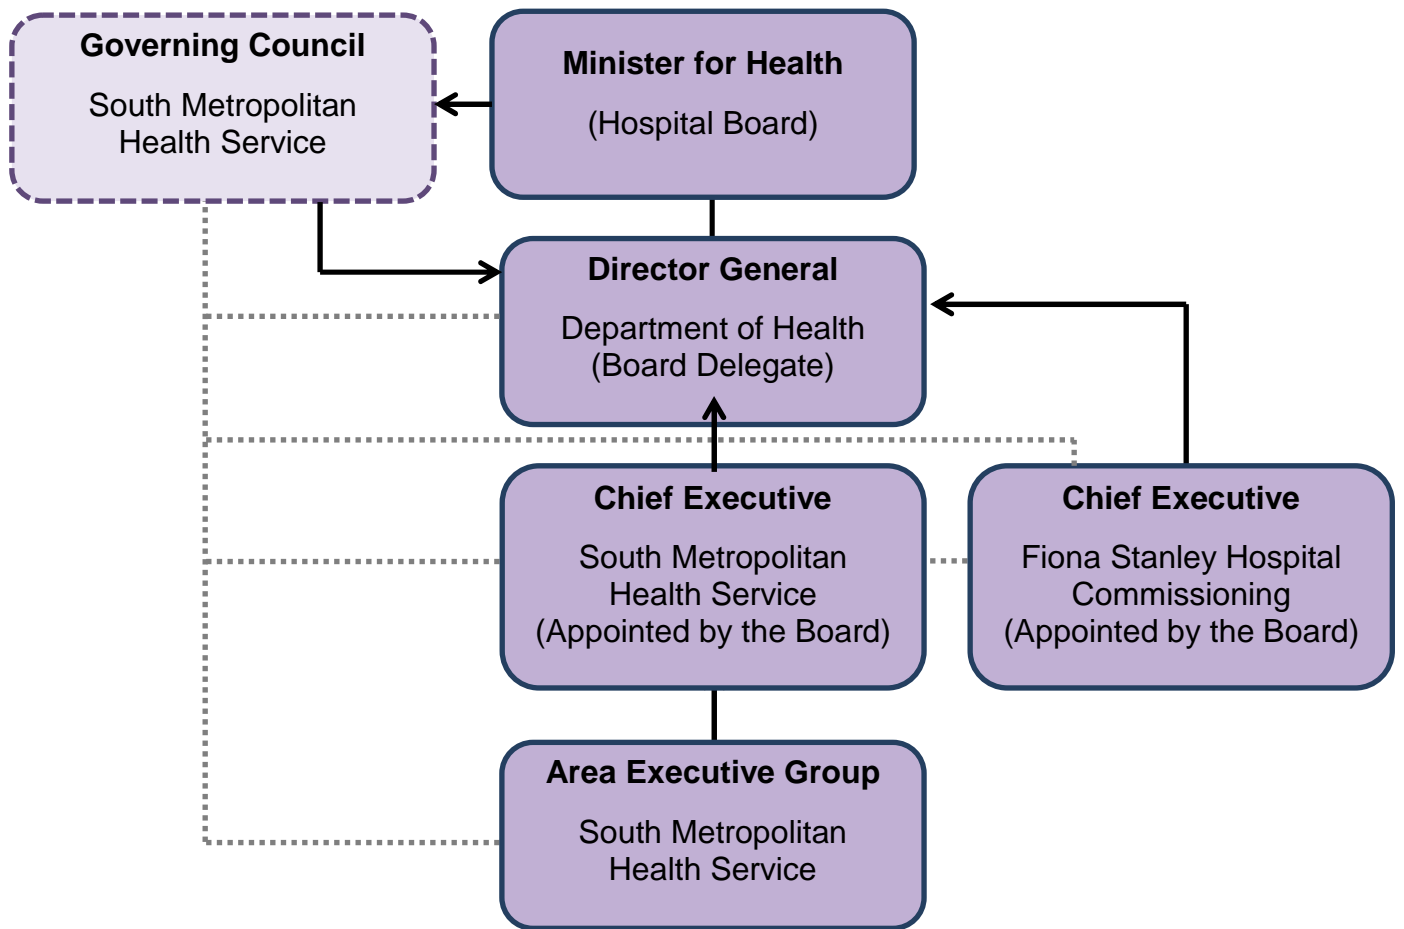 Governing Council
South Metropolitan
Health Service
Minister for Health
(Hospital Board)
Director General
Department of Health
(Board Delegate)
Chief Executive
South Metropolitan
Health Service
(Appointed by the Board)
Chief Executive
Fiona Stanley Hospital
Commissioning
(Appointed by the Board)
Area Executive Group
South Metropolitan
Health Service